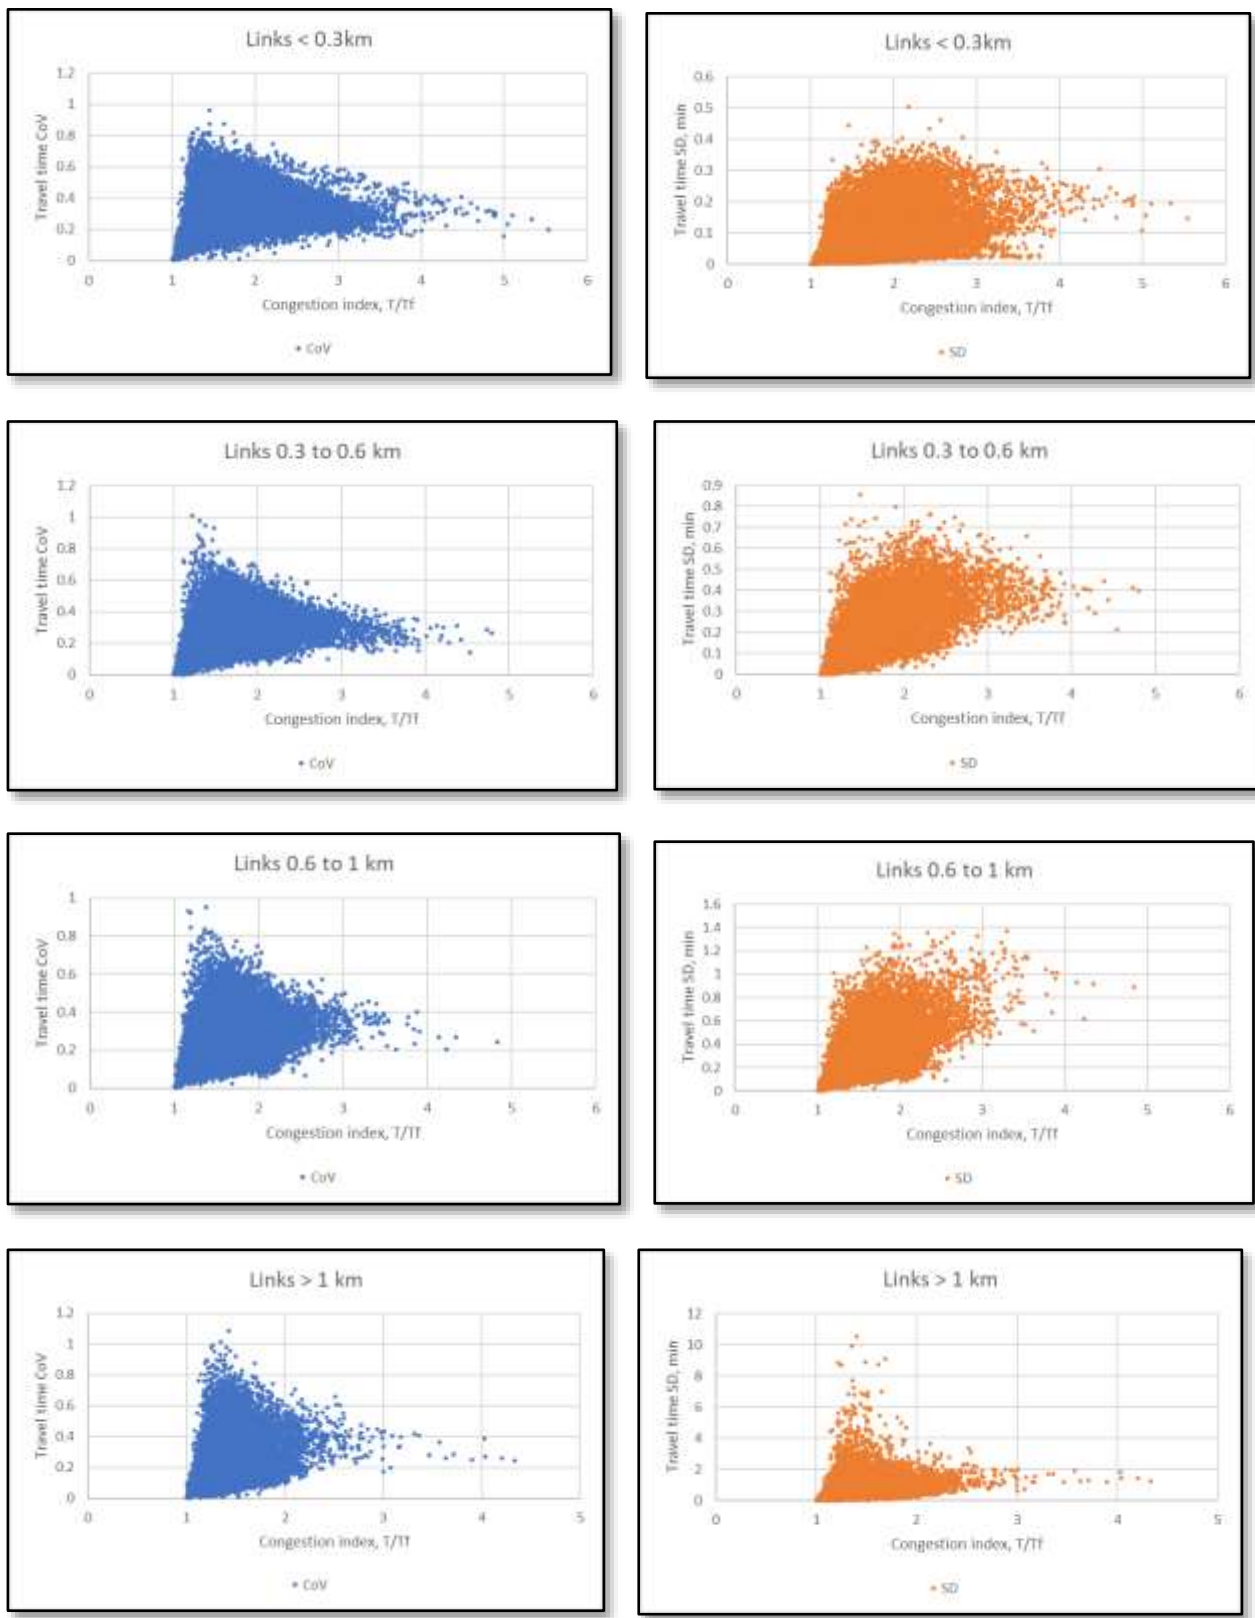 Links < 0.3km
Travel time CoV
1.2
1
0.8
0.6
0.4
0.2
0
0 1 2 3 4 5 6
Congestion index, T/Tf
CoV
Links < 0.3km
Travel time SD, min
0.6
0.5
0.4
0.3
0.2
0.1
0
0 1 2 3 4 5 6
Congestion index, T/Tf
SD
Links 0.3 to 0.6 km
Travel time CoV
1.2
1
0.8
0.6
0.4
0.2
0
0 1 2 3 4 5 6
Congestion index, T/Tf
CoV
Links 0.3 to 0.6 km
Travel time SD, min
0.9
0.8
0.7
0.6
0.5
0.4
0.3
0.2
0.1
0
0 1 2 3 4 5 6
Congestion index, T/Tf
SD
Links 0.6 to 1 km
Travel time CoV
1
0.8
0.6
0.4
0.2
0
0 1 2 3 4 5 6
Congestion index, T/Tf
CoV
Links 0.6 to 1 km
Travel time SD, min
1.6
1.4
1.2
1
0.8
0.6
0.4
0.2
0
0 1 2 3 4 5 6
Congestion index, T/Tf
SD
Links > 1 km
Travel time CoV
1.2
1
0.8
0.6
0.4
0.2
0
0 1 2 3 4 5
Congestion index, T/Tf
CoV
Links > 1 km
Travel time SD, min
12
10
8
6
4
2
0
0 1 2 3 4 5
Congestion index, T/Tf
SD